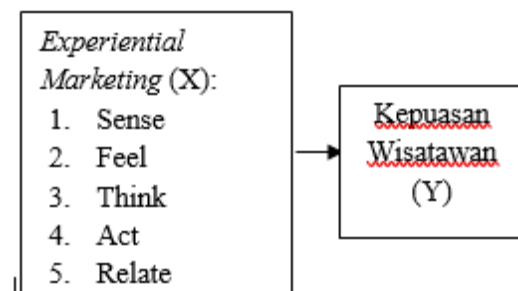 Experiential
Marketing (X):
1. Sense
2. Feel
3. Think
4. Act
5. Relate
Kepuasan
Wisatawan
(Y)